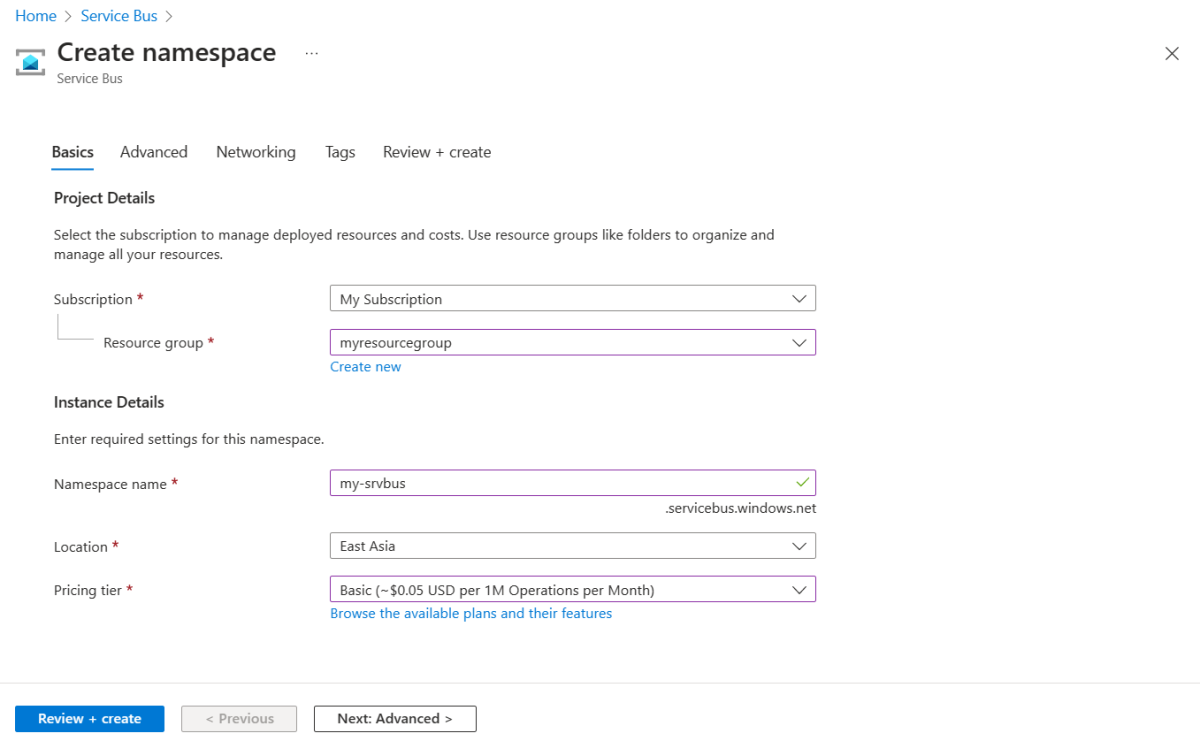 Home > Service Bus >
Create namespace ...
Service Bus
Basics Advanced Networking Tags Review + create
Project Details
Select the subscription to manage deployed resources and costs. Use resource groups like folders to organize and
manage all your resources.
Subscription * My Subscription
Resource group * myresourcegroup
Create new
Instance Details
Enter required settings for this namespace.
Namespace name * my-srvbus
.servicebus.windows.net
Location * East Asia
Pricing tier * Basic (~$0.05 USD per 1M Operations per Month)
Browse the available plans and their features
Review + create < Previous Next: Advanced >